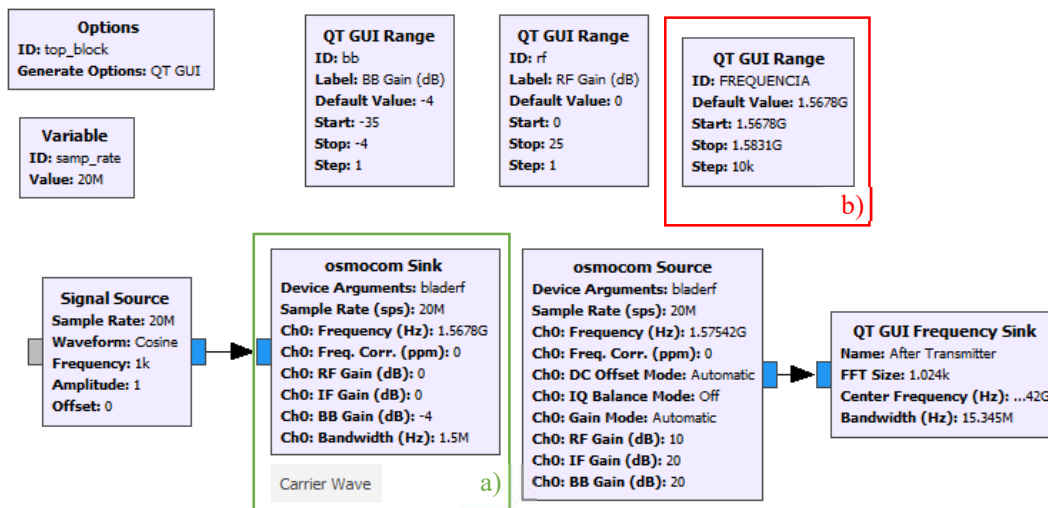 Options
ID: top_block
Generate Options: QT GUI
Variable
ID: samp_rate
Value: 20M
QT GUI Range
ID: bb
Label: BB Gain (dB)
Default Value: -4
Start: -35
Stop: -4
Step: 1
QT GUI Range
ID: rf
Label: RF Gain (dB)
Default Value: 0
Start: 0
Stop: 25
Step: 1
QT GUI Range
ID: FREQUENCIA
Default Value: 1.5678G
Start: 1.5678G
Stop: 1.5831G
Step: 10k
b)
Signal Source
Sample Rate: 20M
Waveform: Cosine
Frequency: 1k
Amplitude: 1
Offset: 0
osmocom Sink
Device Arguments: bladerf
Sample Rate (sps): 20M
Ch0: Frequency (Hz): 1.5678G
Ch0: Freq. Corr. (ppm): 0
Ch0: RF Gain (dB): 0
Ch0: IF Gain (dB): 0
Ch0: BB Gain (dB): -4
Ch0: Bandwidth (Hz): 1.5M
Carrier Wave
a)
osmocom Source
Device Arguments: bladerf
Sample Rate (sps): 20M
Ch0: Frequency (Hz): 1.57542G
Ch0: Freq. Corr. (ppm): 0
Ch0: DC Offset Mode: Automatic
Ch0: IQ Balance Mode: Off
Ch0: Gain Mode: Automatic
Ch0: RF Gain (dB): 10
Ch0: IF Gain (dB): 20
Ch0: BB Gain (dB): 20
QT GUI Frequency Sink
Name: After Transmitter
FFT Size: 1.024k
Center Frequency (Hz): ...42G
Bandwidth (Hz): 15.345M